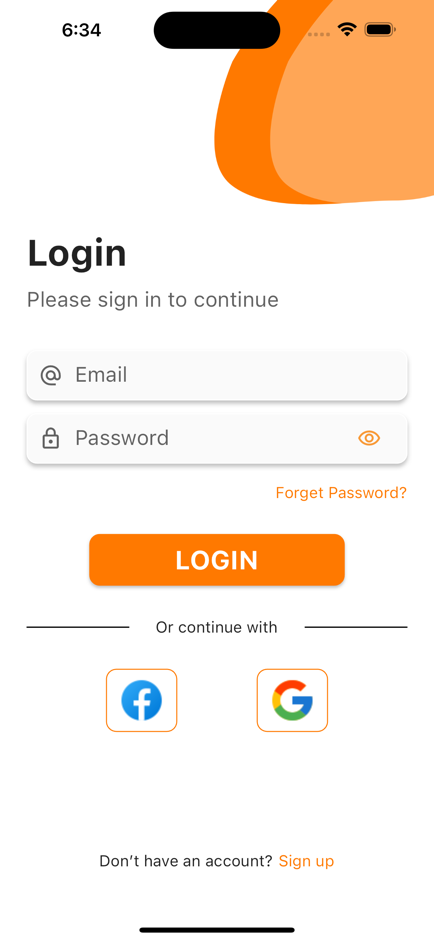 6:34
Login
Please sign in to continue
Email
Password
Forget Password?
LOGIN
Or continue with
Don’t have an account? Sign up